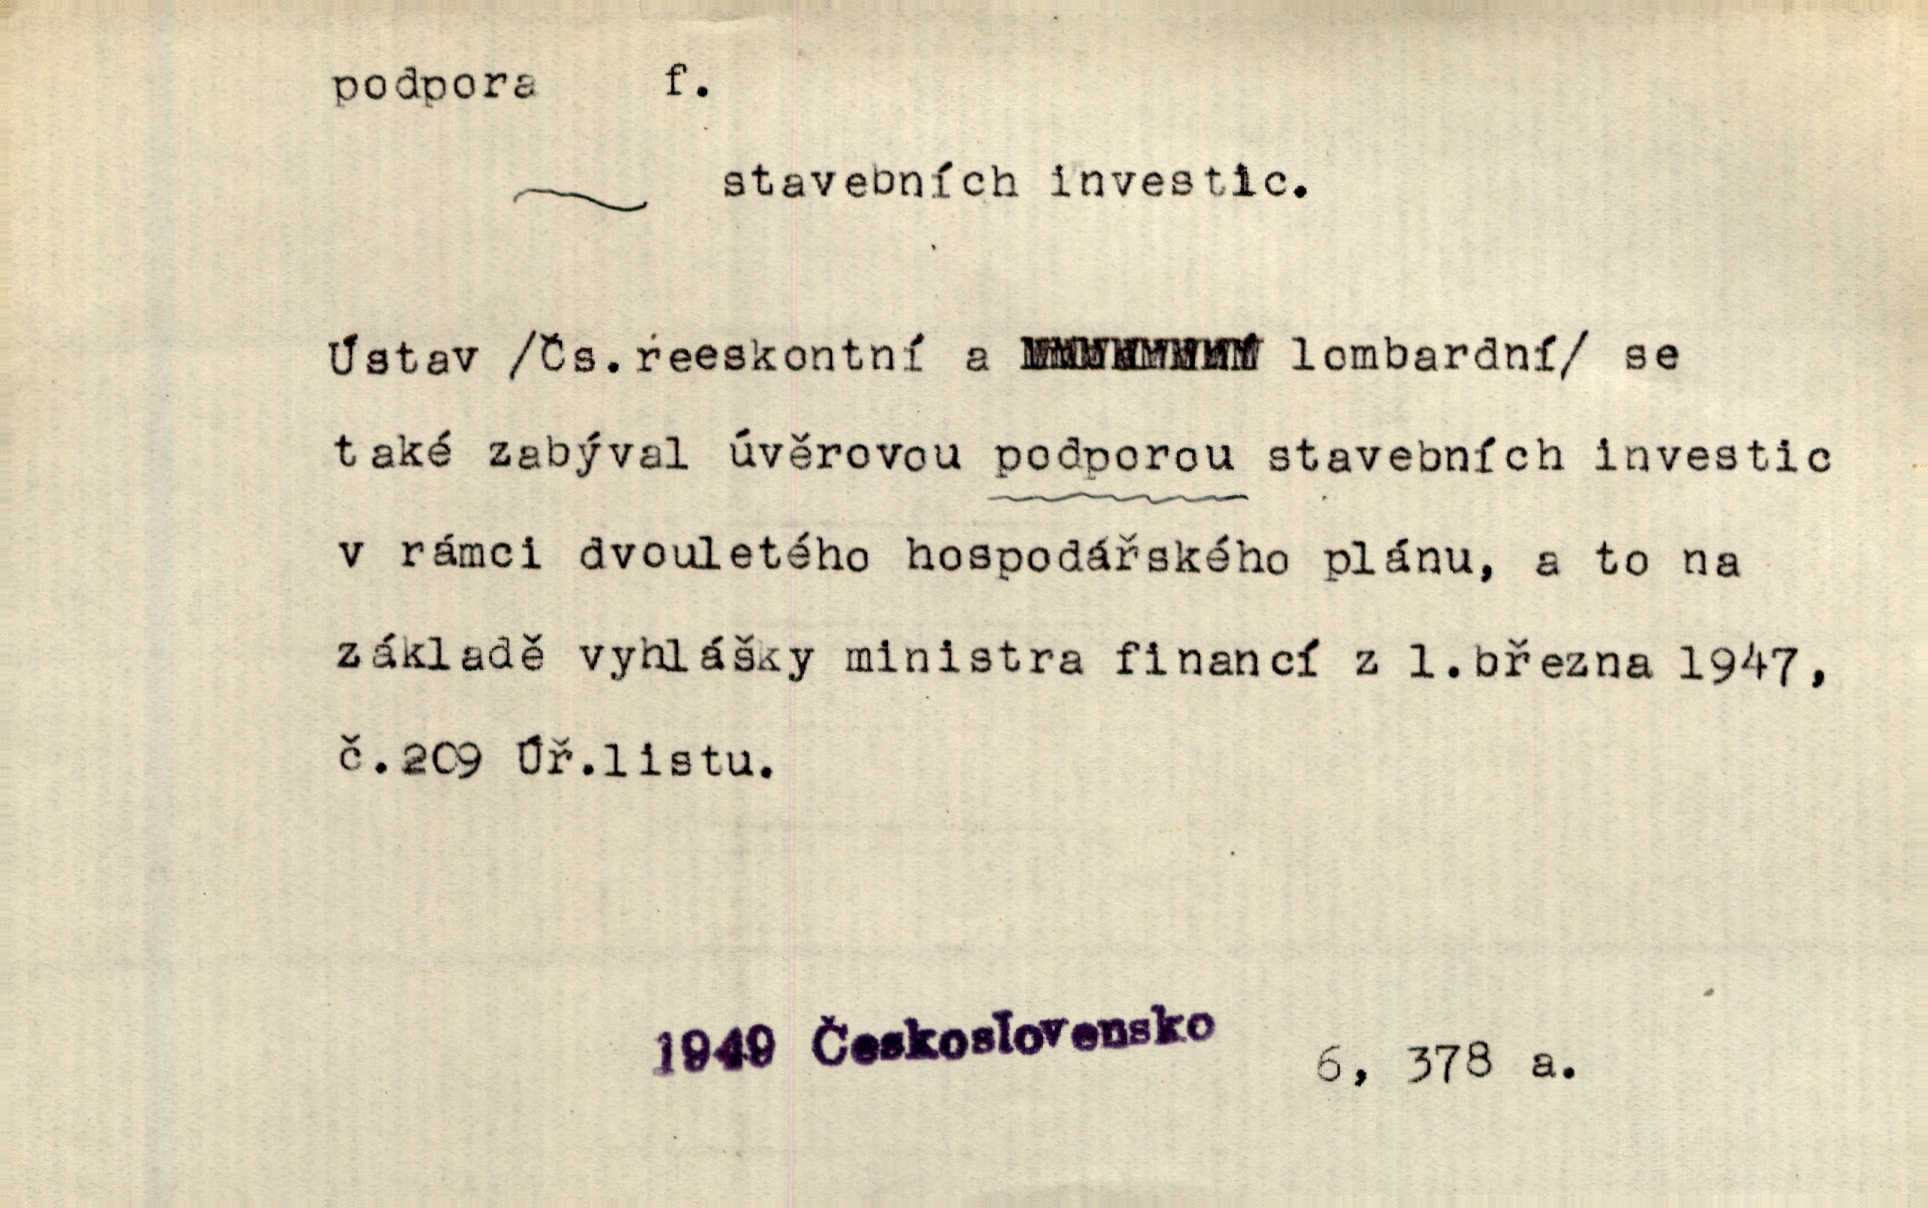 podpora f.
stavebních investic.
Ústav /Čs.reeskontní a lombardní/ se
také zabýval úvěrovou podporou stavebních investic
v rámci dvouletého hospodářského plánu, a to na
základě vyhlášky ministra financí z 1.března 1947,
č.209 Úř.listu.
1949 Československo
6, 378 a.